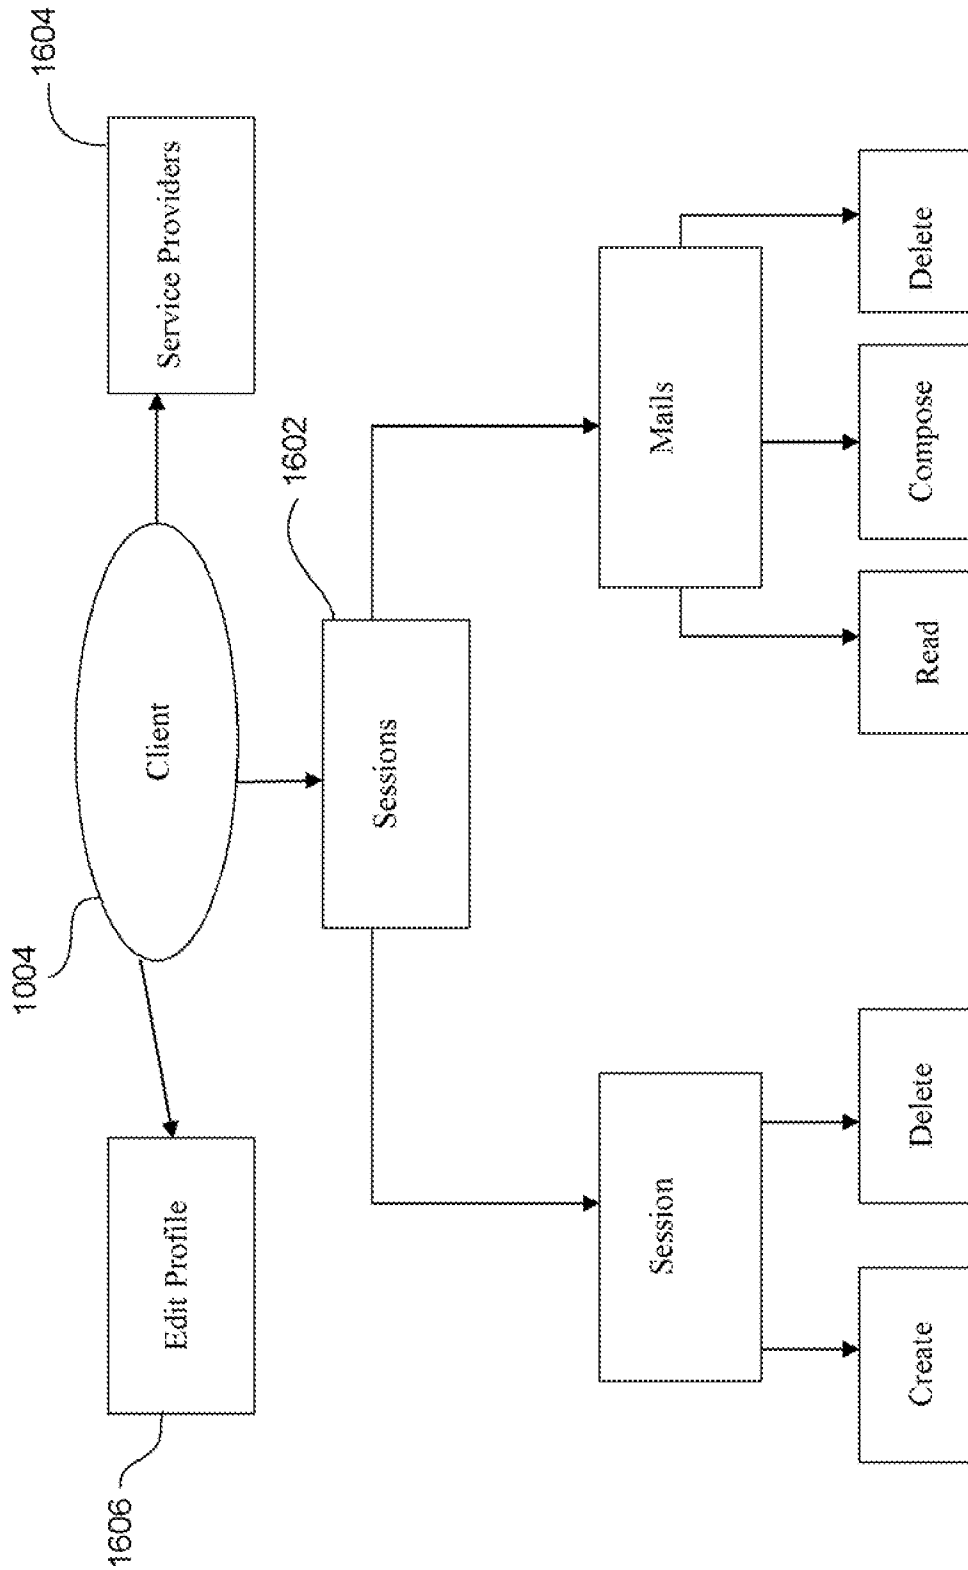 1606
Edit Profile
1004
Client
Service Providers
1604
Sessions
1602
Session
Mails
Create
Delete
Read
Compose
Delete